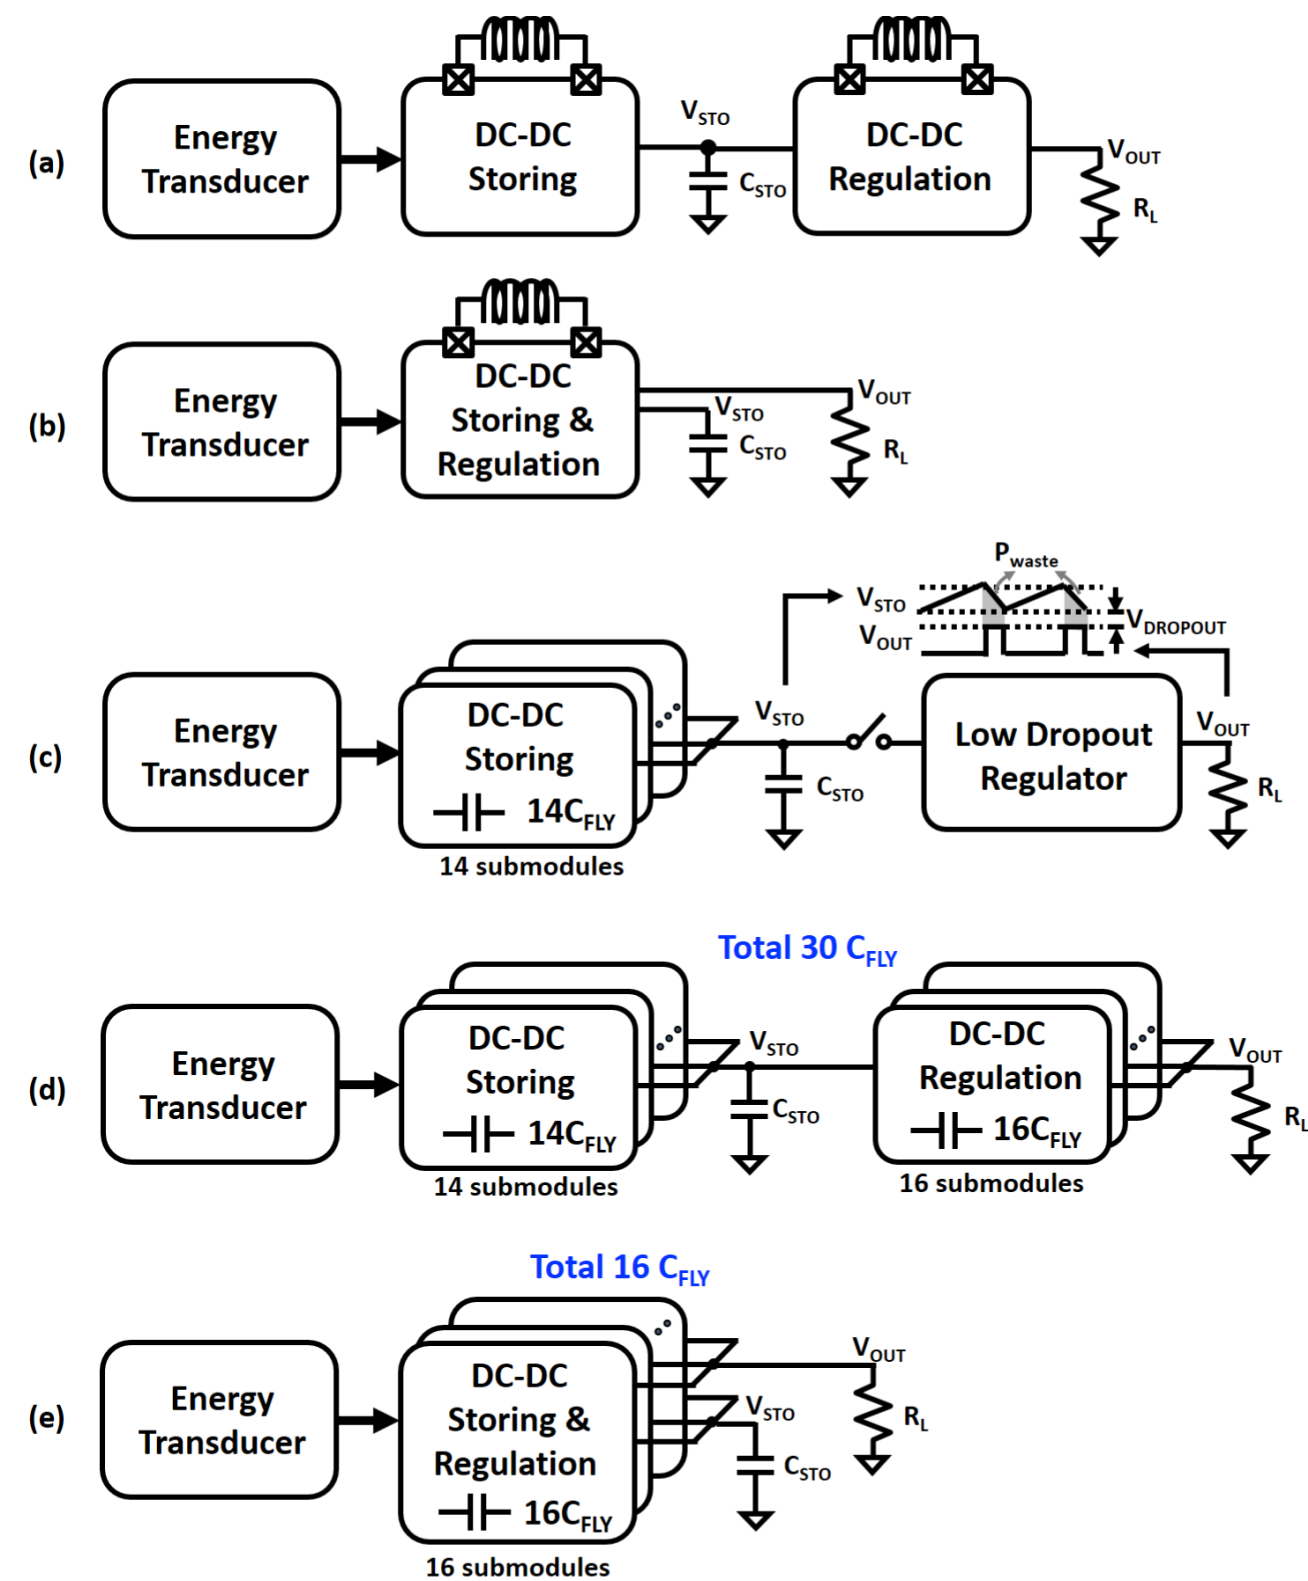 (a)
Energy
Transducer
DC-DC
Storing
VSTO
CSTO
DC-DC
Regulation
VOUT
RL
(b)
Energy
Transducer
DC-DC
Storing &
Regulation
VOUT
VSTO
CSTO
RL
Pwaste
VSTO
VOUT
VDROPOUT
(c)
Energy
Transducer
DC-DC
Storing
14CFLY
14 submodules
VSTO
CSTO
Low Dropout
Regulator
VOUT
RL
Total 30 CFLY
(d)
Energy
Transducer
DC-DC
Storing
14CFLY
14 submodules
VSTO
CSTO
DC-DC
Regulation
16CFLY
16 submodules
VOUT
RL
Total 16 CFLY
(e)
Energy
Transducer
DC-DC
Storing &
Regulation
16CFLY
16 submodules
VOUT
VSTO
RL
CSTO